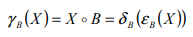 γ_B(X) = X ∘ B = δ_B(ε_B(X))